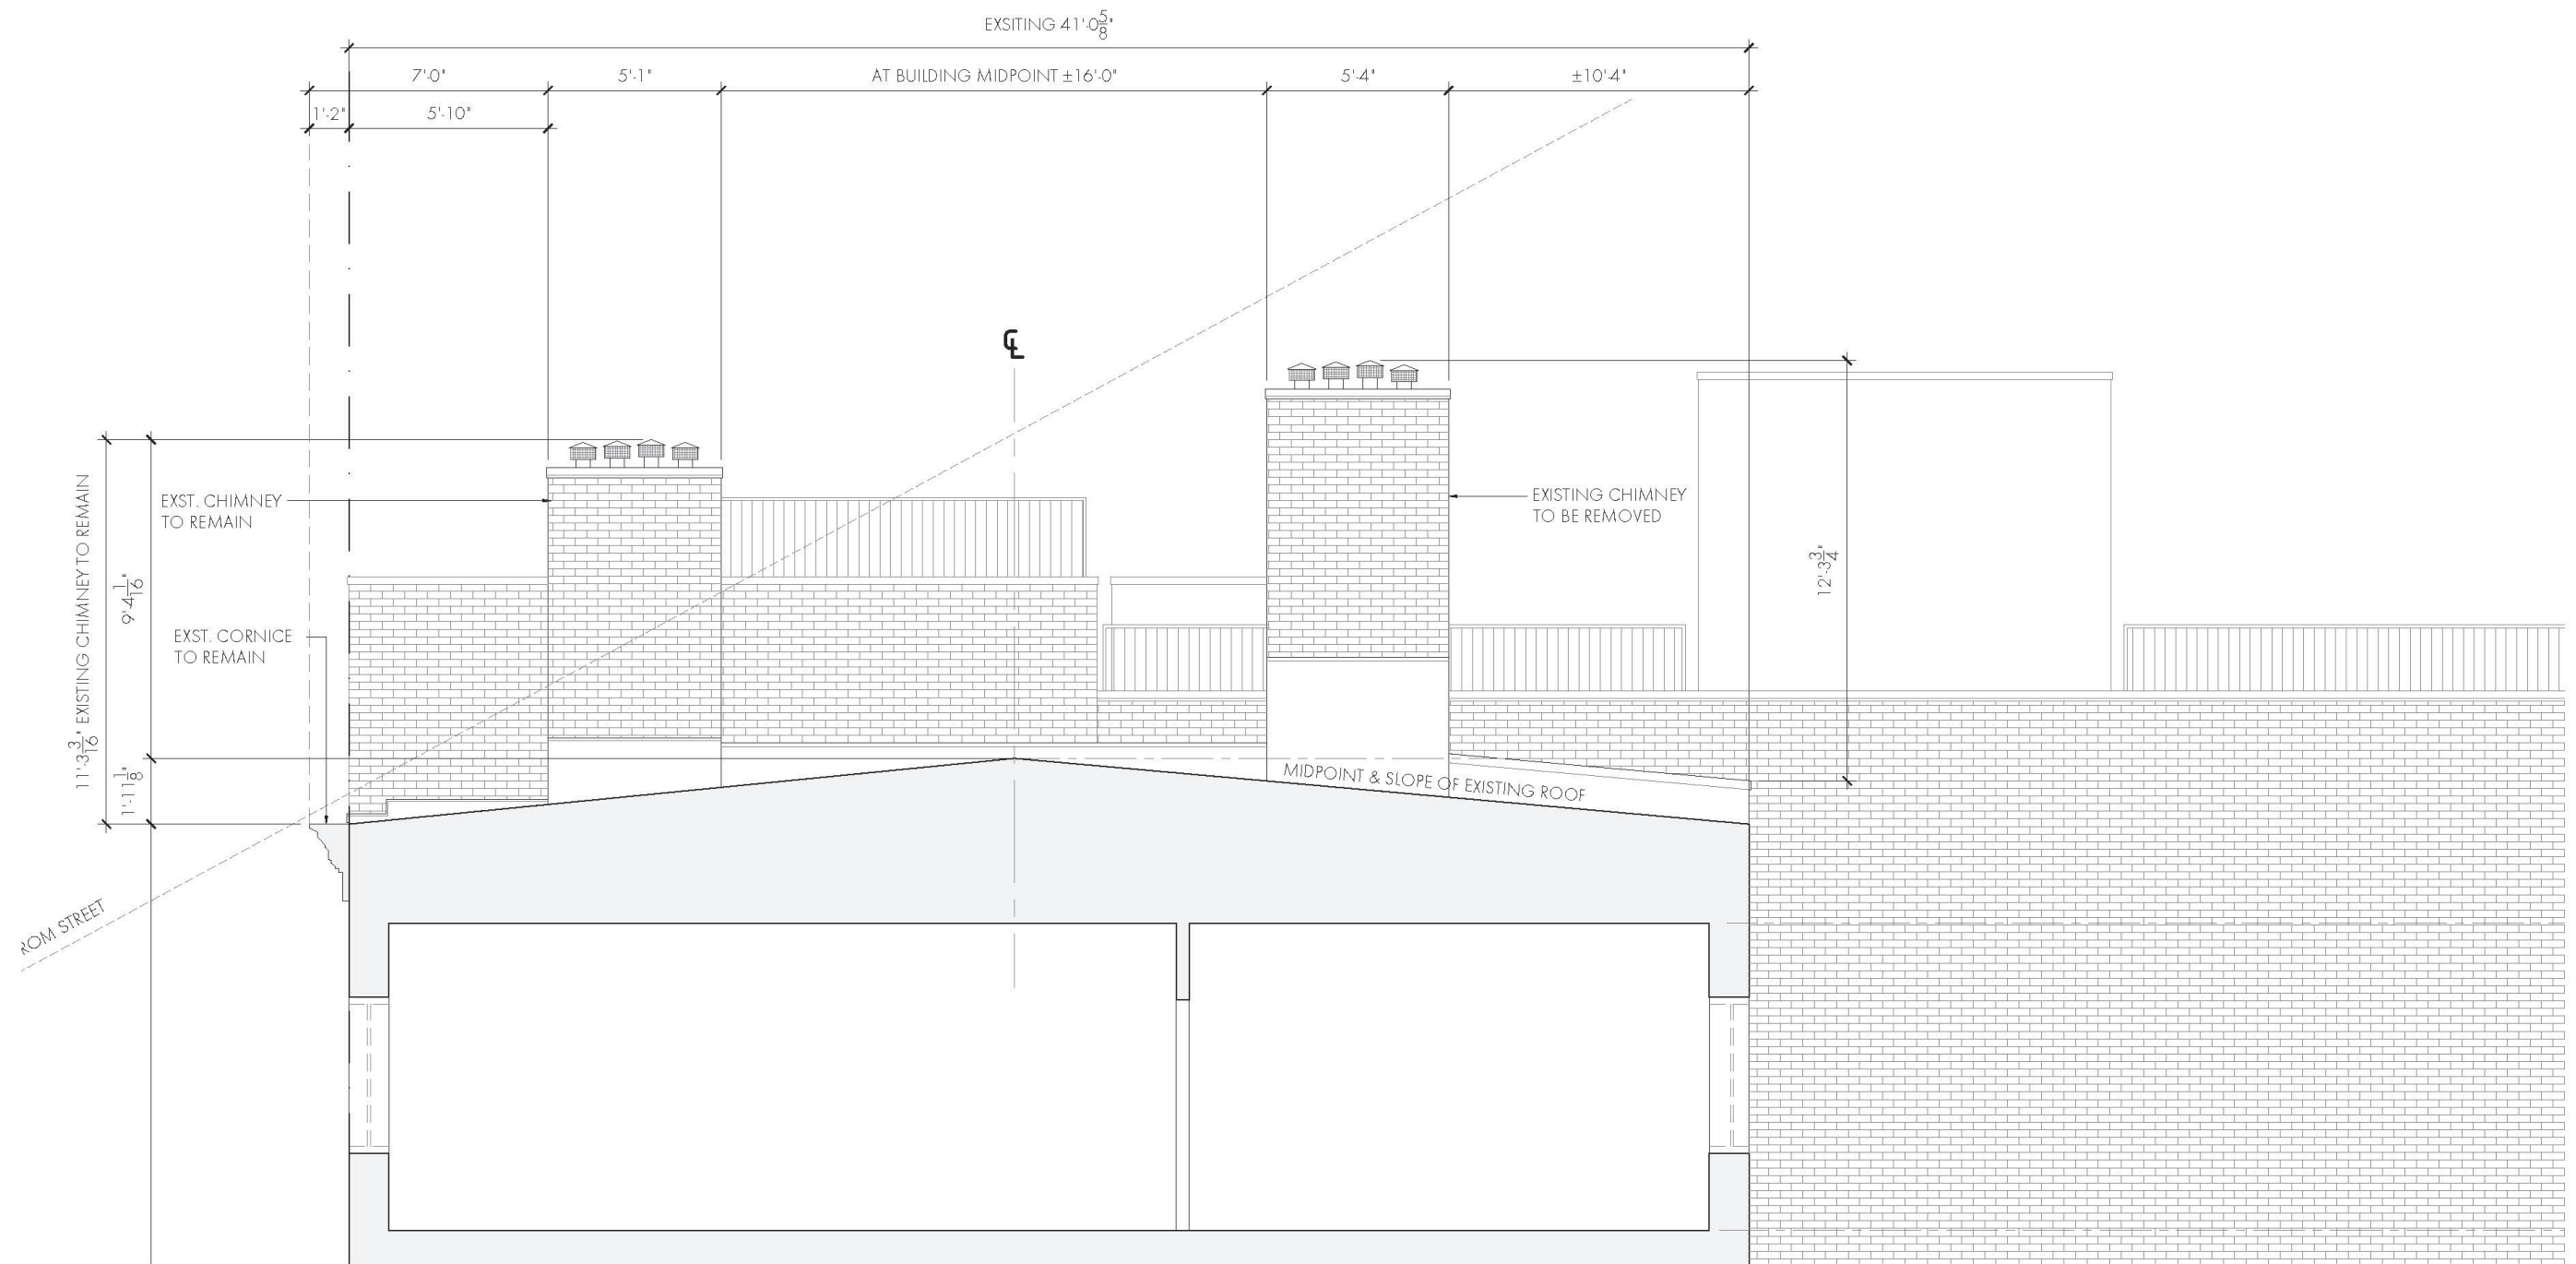 EXSITING 41'-0 5/8"
7'-0"
5'-1"
AT BUILDING MIDPOINT ±16'-0"
5'-4"
±10'-4"
1'-2"
5'-10"
℄
EXST. CHIMNEY
TO REMAIN
EXISTING CHIMNEY
TO BE REMOVED
11'-3 3/16" EXISTING CHIMNEY TO REMAIN
9'-4 1/16"
12'-3 3/4"
EXST. CORNICE
TO REMAIN
1'-11 1/8"
MIDPOINT & SLOPE OF EXISTING ROOF
ROM STREET